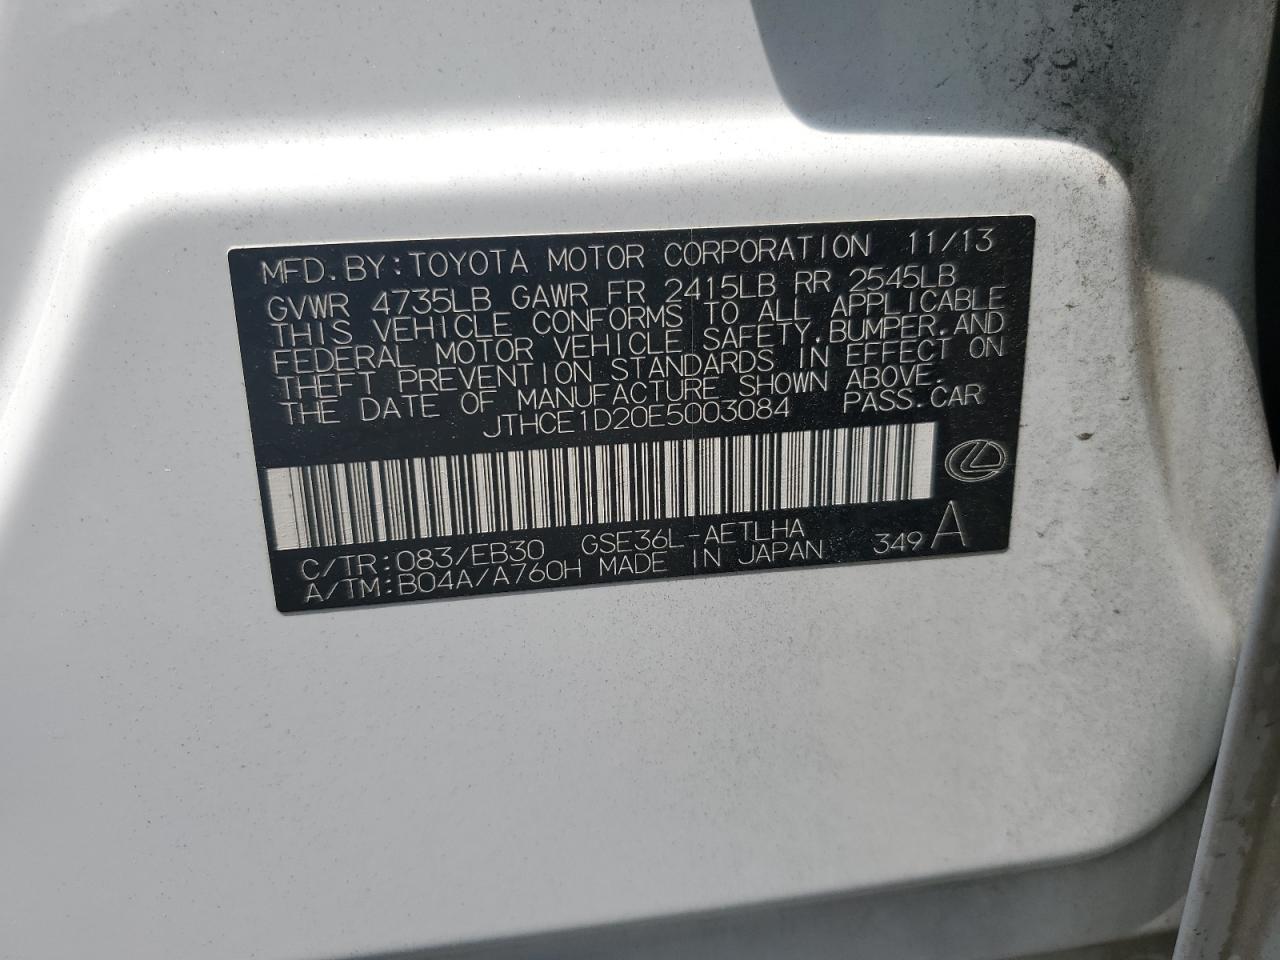 MFD.BY:TOYOTA MOTOR CORPORATION 11/13
GVWR 4735LB GAWR FR 2415LB RR 2545LB
THIS VEHICLE CONFORMS TO ALL APPLICABLE
FEDERAL MOTOR VEHICLE SAFETY,BUMPER,AND
THEFT PREVENTION STANDARDS IN EFFECT ON
THE DATE OF MANUFACTURE SHOWN ABOVE.
JTHCE1D20E5003084 PASS.CAR
C/TR:083/EB30 GSE36L-AETLHA 349 A
A/TM:B04A/A760H MADE IN JAPAN